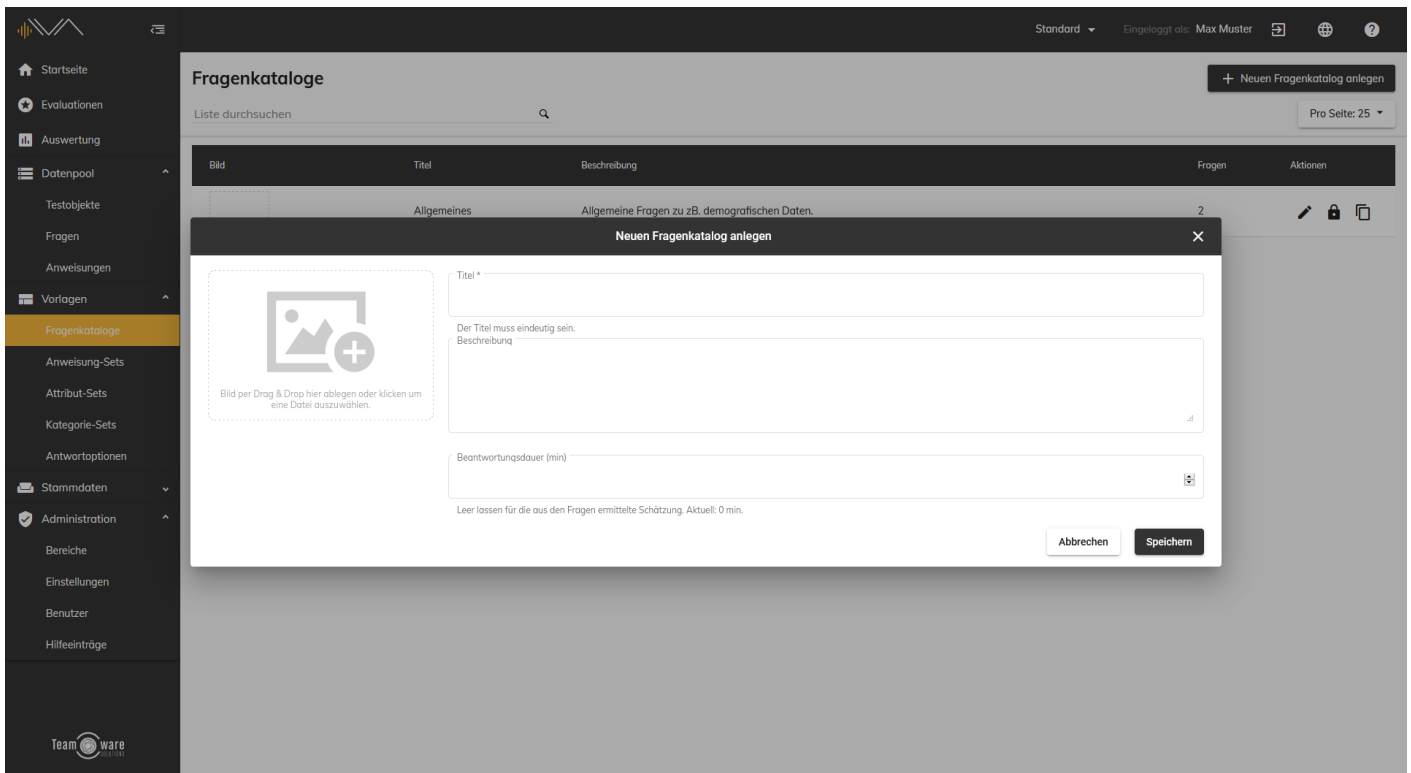 Standard
Eingeloggt als: Max Muster
Startseite
Evaluationen
Auswertung
Datenpool
Testobjekte
Fragen
Anweisungen
Vorlagen
Fragenkataloge
Anweisung-Sets
Attribut-Sets
Kategorie-Sets
Antwortoptionen
Stammdaten
Administration
Bereiche
Einstellungen
Benutzer
Hilfeeinträge
Team ware
SOLUTIONS
Fragenkataloge
+ Neuen Fragenkatalog anlegen
Liste durchsuchen
Pro Seite: 25
Bild Titel Beschreibung Fragen Aktionen
Allgemeines Allgemeine Fragen zu zB. demografischen Daten. 2
Neuen Fragenkatalog anlegen
Bild per Drag & Drop hier ablegen oder klicken um
eine Datei auszuwählen.
Titel *
Der Titel muss eindeutig sein.
Beschreibung
Beantwortungsdauer (min)
Leer lassen für die aus den Fragen ermittelte Schätzung. Aktuell: 0 min.
Abbrechen
Speichern